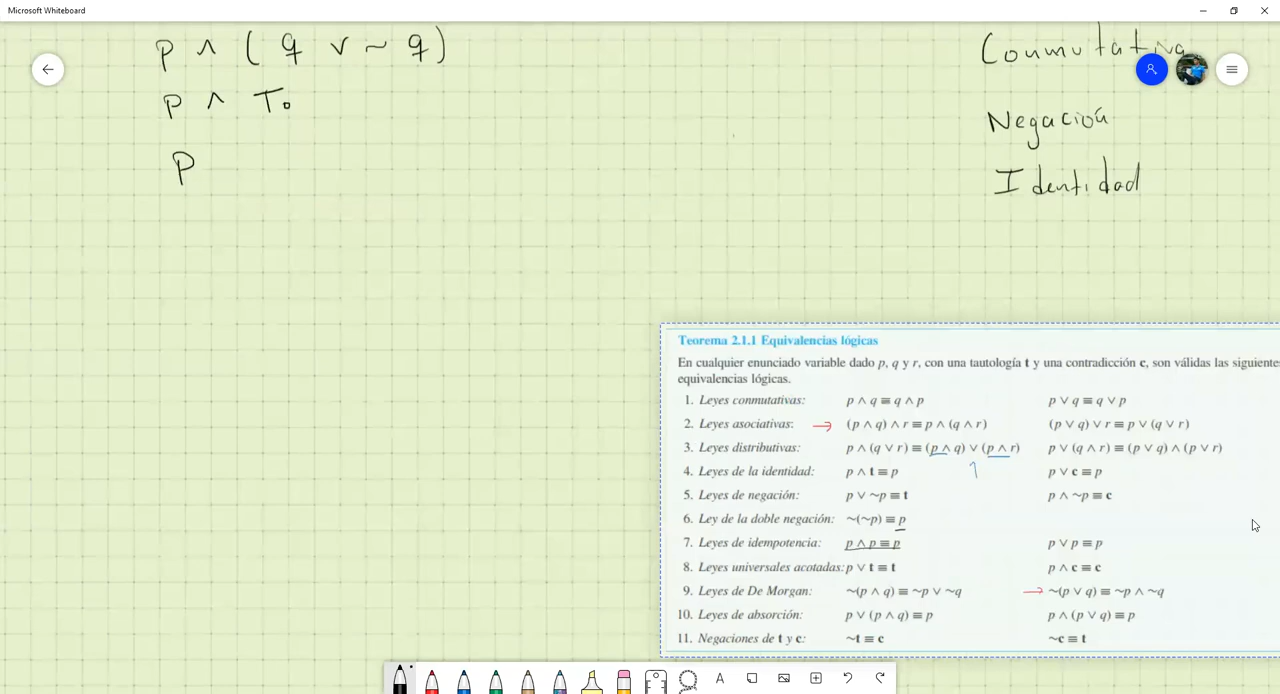 Microsoft Whiteboard
p ∧ ( q ∨ ~ q)
Conmutativa
p ∧ T₀
Negación
P
Identidad
Teorema 2.1.1 Equivalencias lógicas
En cualquier enunciado variable dado p, q y r, con una tautología t y una contradicción c, son válidas las siguientes
equivalencias lógicas.
1. Leyes conmutativas: p ∧ q ≡ q ∧ p p ∨ q ≡ q ∨ p
2. Leyes asociativas: → (p ∧ q) ∧ r ≡ p ∧ (q ∧ r) (p ∨ q) ∨ r ≡ p ∨ (q ∨ r)
3. Leyes distributivas: p ∧ (q ∨ r) ≡ (p ∧ q) ∨ (p ∧ r) p ∨ (q ∧ r) ≡ (p ∨ q) ∧ (p ∨ r)
4. Leyes de la identidad: p ∧ t ≡ p p ∨ c ≡ p
5. Leyes de negación: p ∨ ~p ≡ t p ∧ ~p ≡ c
6. Ley de la doble negación: ~(~p) ≡ p
7. Leyes de idempotencia: p ∧ p ≡ p p ∨ p ≡ p
8. Leyes universales acotadas: p ∨ t ≡ t p ∧ c ≡ c
9. Leyes de De Morgan: ~(p ∧ q) ≡ ~p ∨ ~q → ~(p ∨ q) ≡ ~p ∧ ~q
10. Leyes de absorción: p ∨ (p ∧ q) ≡ p p ∧ (p ∨ q) ≡ p
11. Negaciones de t y c: ~t ≡ c ~c ≡ t
A